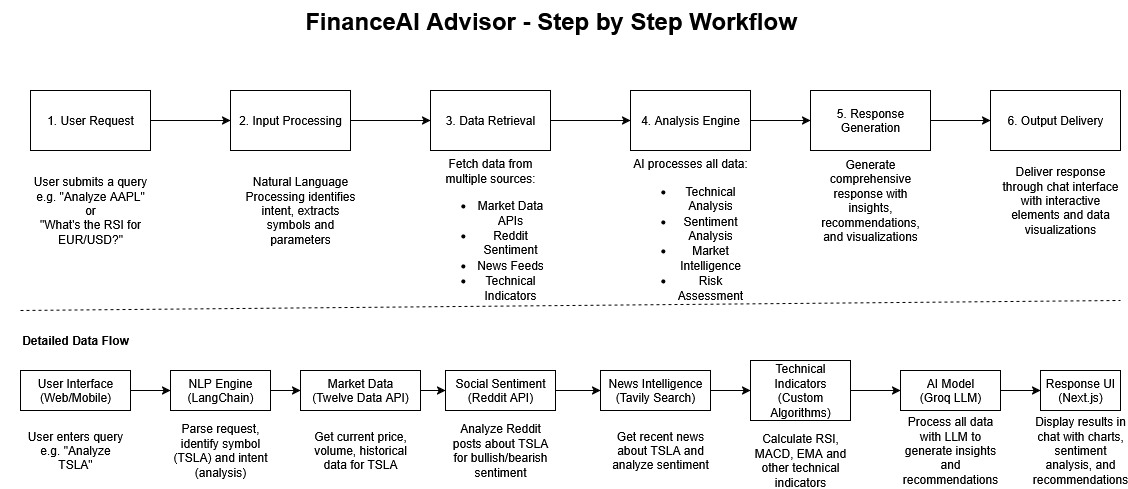 FinanceAI Advisor - Step by Step Workflow
1. User Request
2. Input Processing
3. Data Retrieval
4. Analysis Engine
5. Response
Generation
6. Output Delivery
User submits a query
e.g. "Analyze AAPL"
or
"What's the RSI for
EUR/USD?"
Natural Language
Processing identifies
intent, extracts
symbols and
parameters
Fetch data from
multiple sources:
• Market Data
APIs
• Reddit
Sentiment
• News Feeds
• Technical
Indicators
AI processes all data:
• Technical
Analysis
• Sentiment
Analysis
• Market
Intelligence
• Risk
Assessment
Generate
comprehensive
response with
insights,
recommendations,
and visualizations
Deliver response
through chat interface
with interactive
elements and data
visualizations
Detailed Data Flow
User Interface
(Web/Mobile)
NLP Engine
(LangChain)
Market Data
(Twelve Data API)
Social Sentiment
(Reddit API)
News Intelligence
(Tavily Search)
Technical
Indicators
(Custom
Algorithms)
AI Model
(Groq LLM)
Response UI
(Next.js)
User enters query
e.g. "Analyze
TSLA"
Parse request,
identify symbol
(TSLA) and intent
(analysis)
Get current price,
volume, historical
data for TSLA
Analyze Reddit
posts about TSLA
for bullish/bearish
sentiment
Get recent news
about TSLA and
analyze sentiment
Calculate RSI,
MACD, EMA and
other technical
indicators
Process all data
with LLM to
generate insights
and
recommendations
Display results in
chat with charts,
sentiment
analysis, and
recommendations